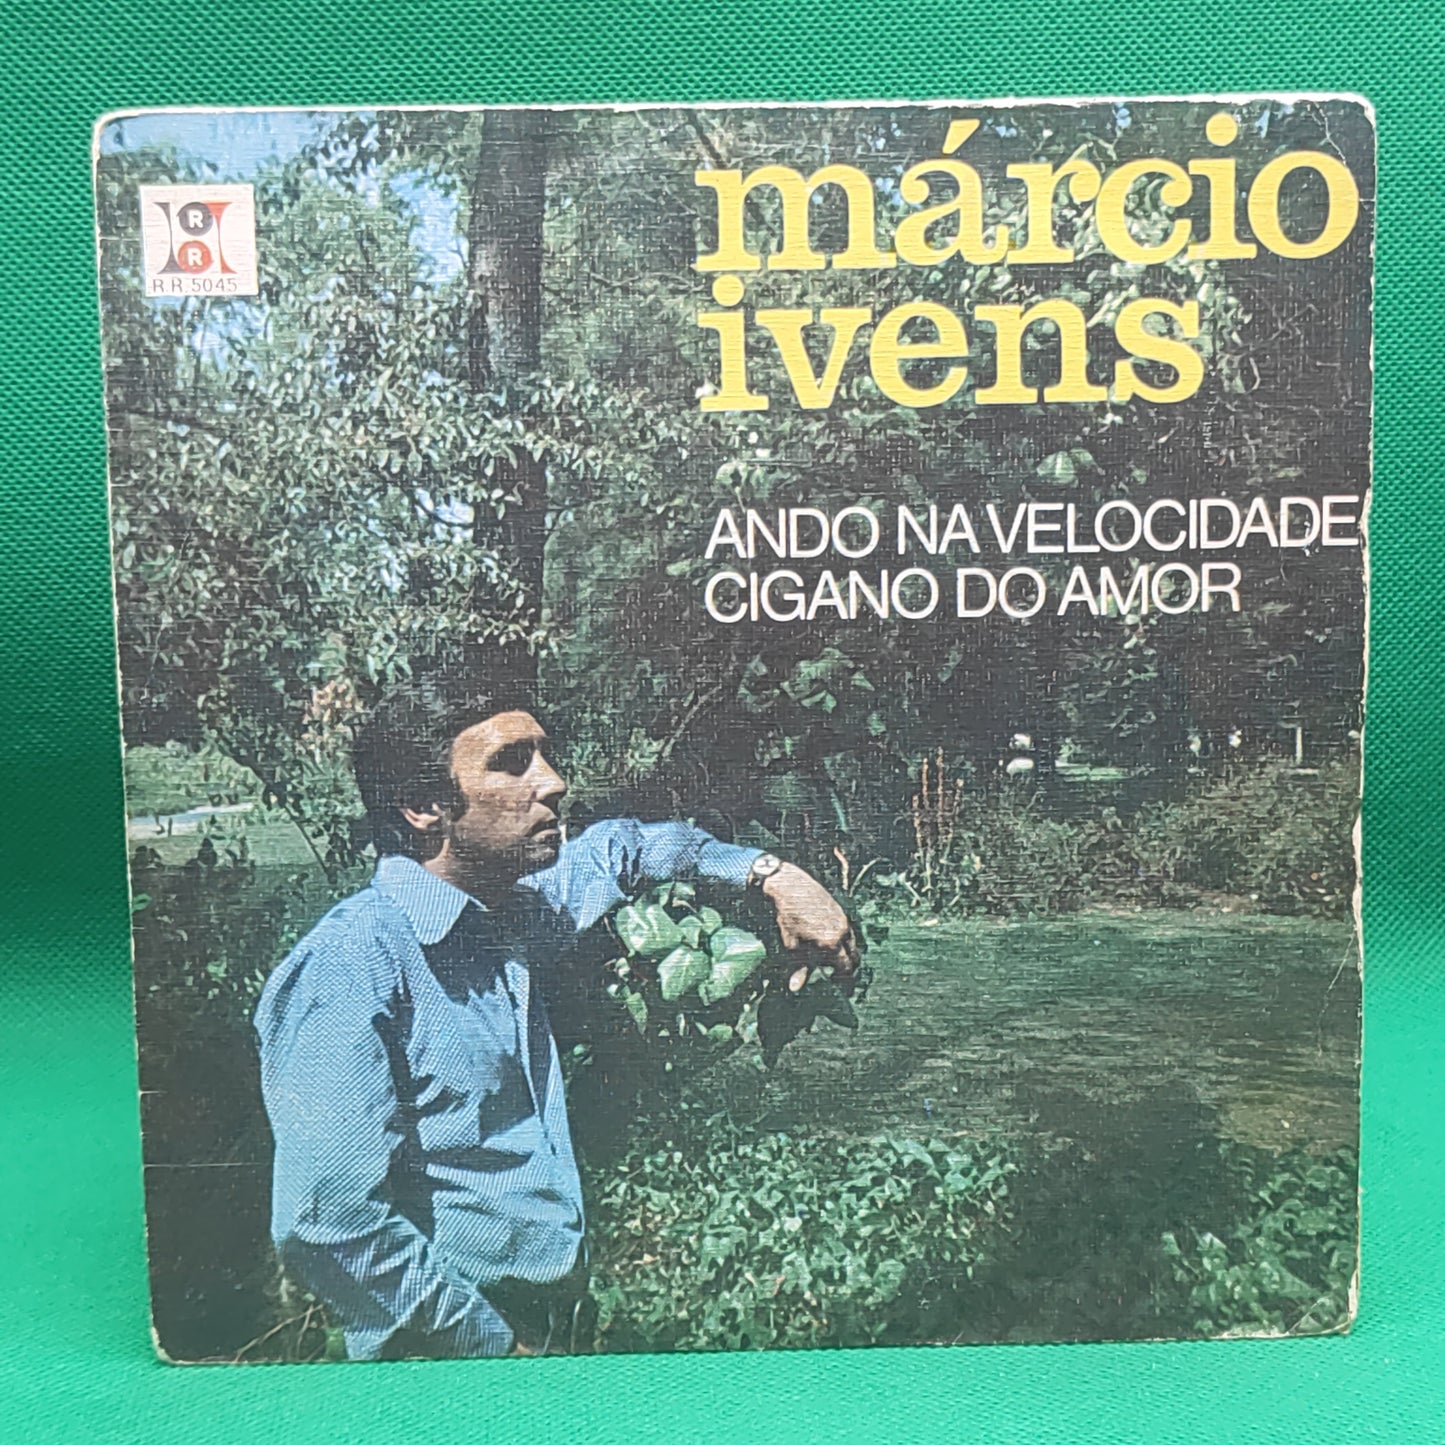 R
R
R.R. 5045
márcio
ivens
ANDO NA VELOCIDADE
CIGANO DO AMOR